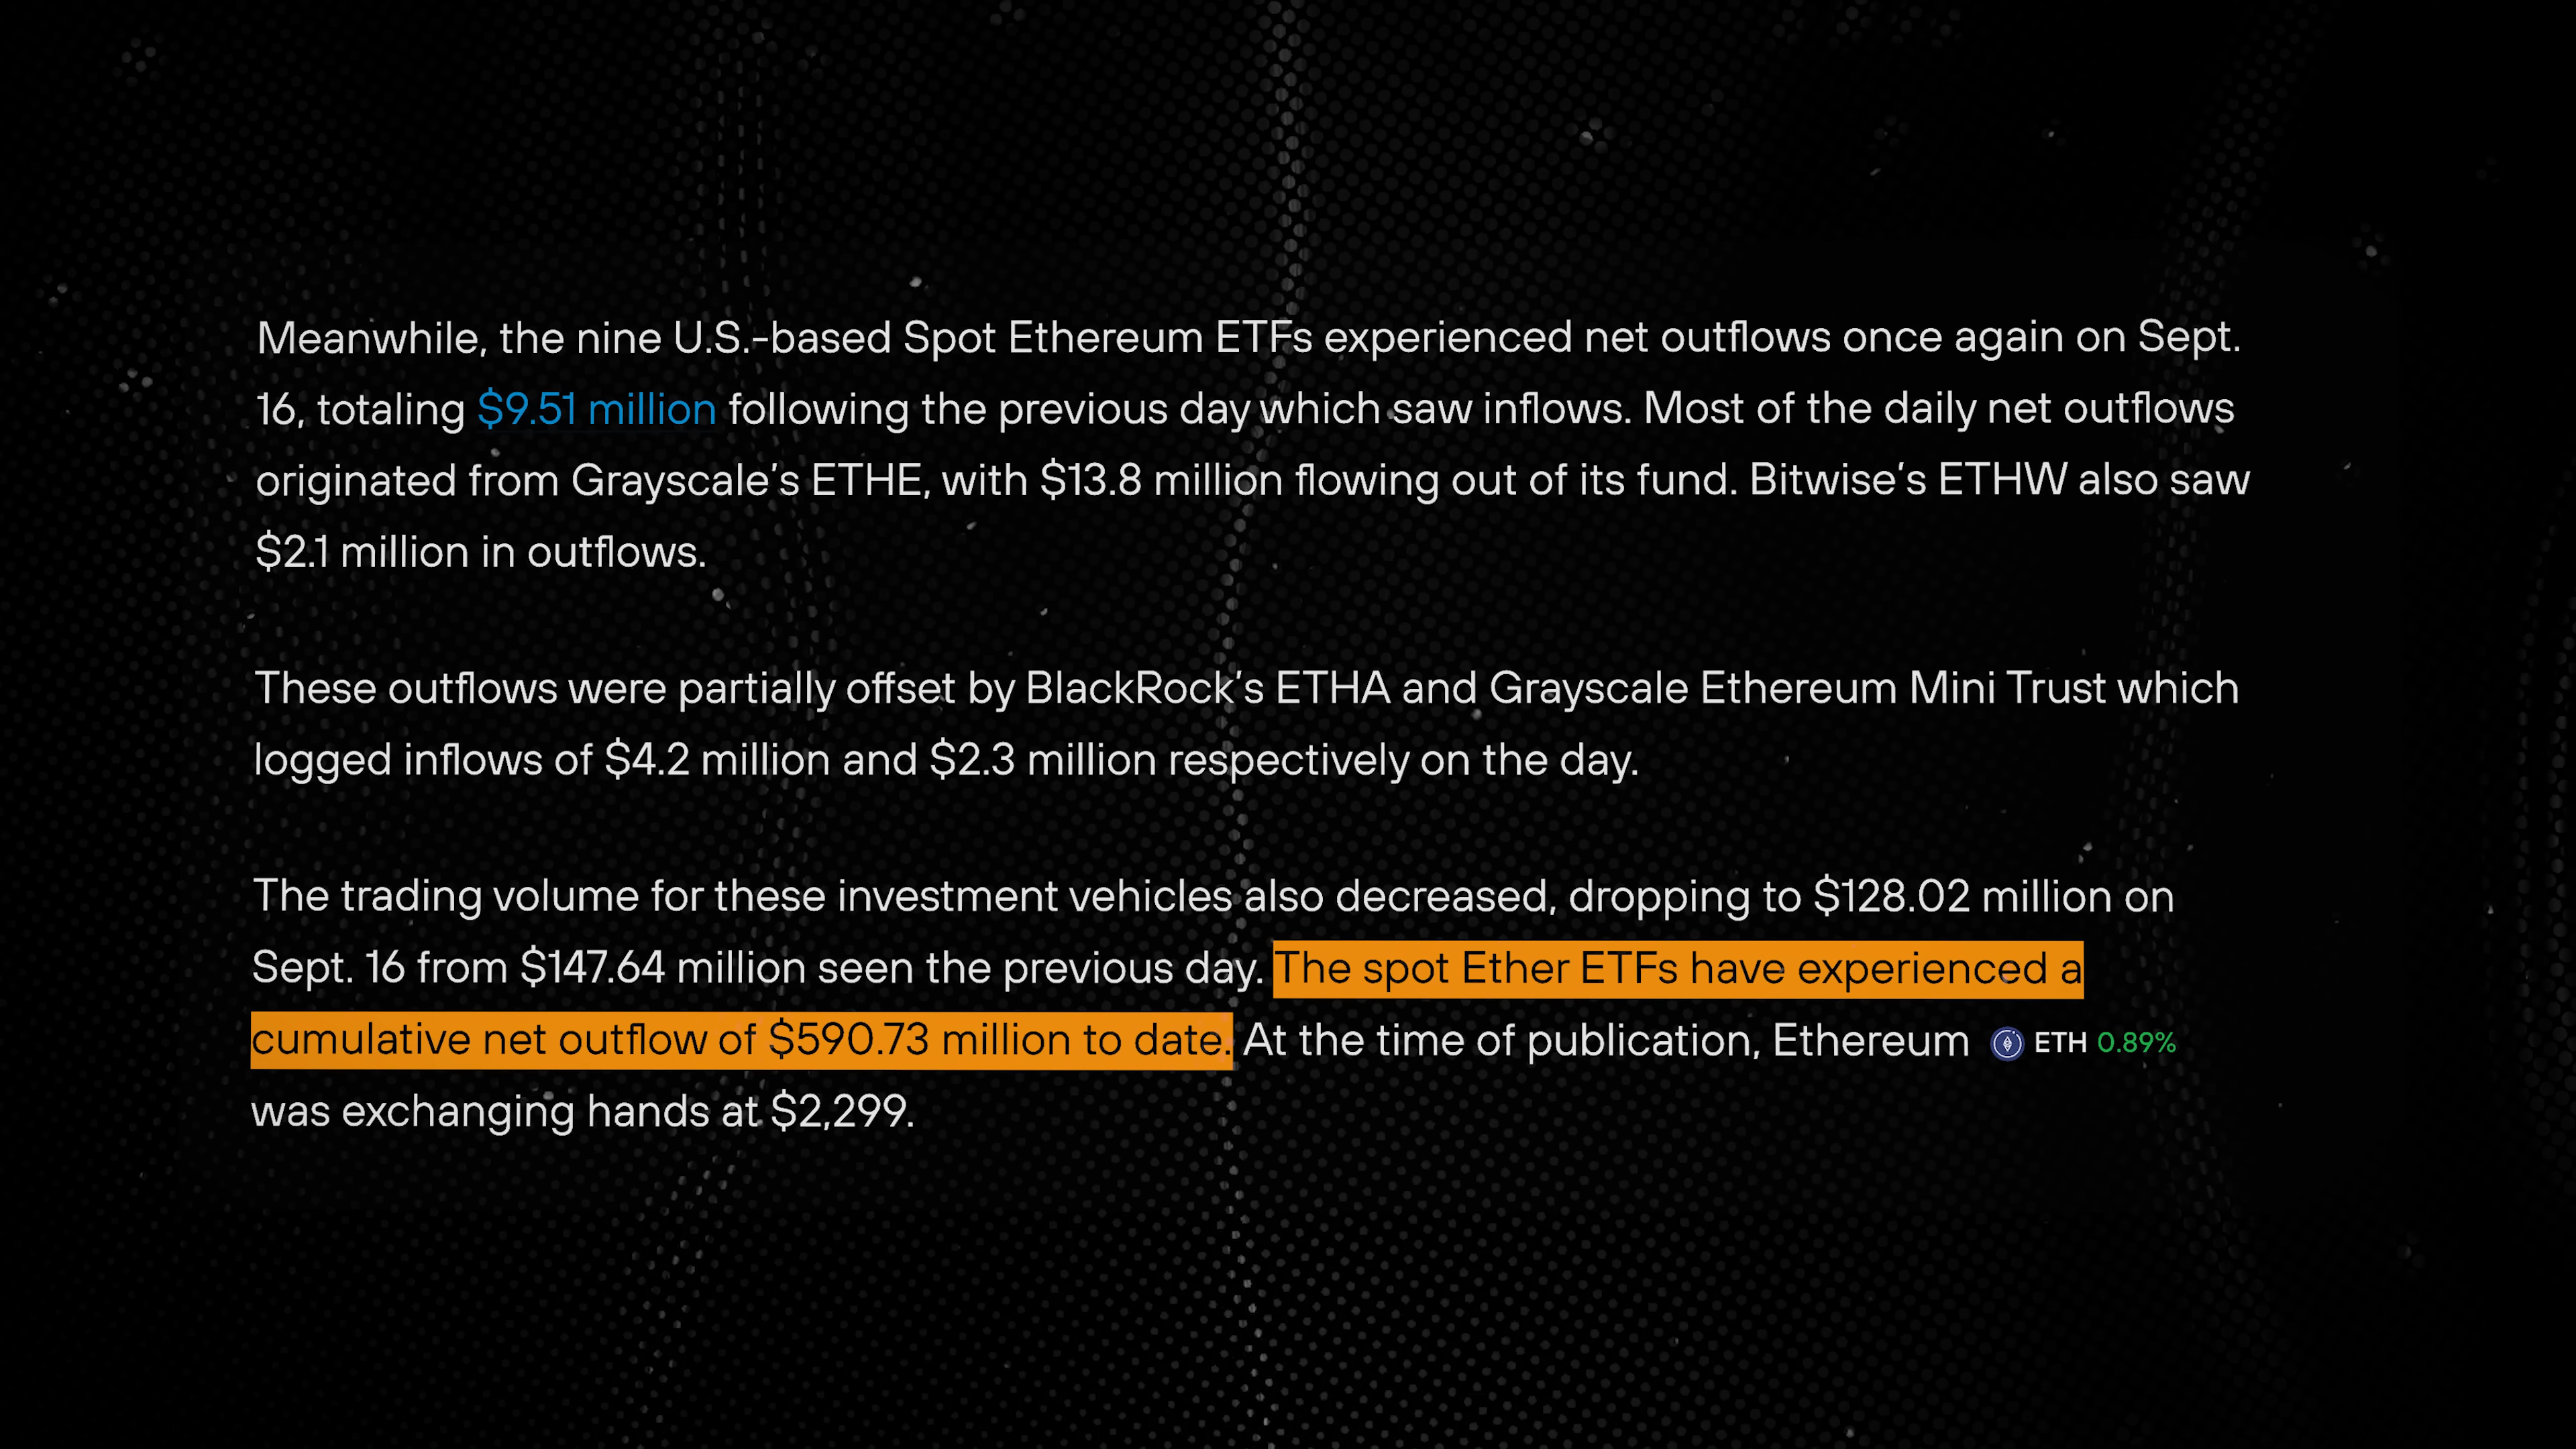 Meanwhile, the nine U.S.-based Spot Ethereum ETFs experienced net outflows once again on Sept.
16, totaling $9.51 million following the previous day which saw inflows. Most of the daily net outflows
originated from Grayscale's ETHE, with $13.8 million flowing out of its fund. Bitwise's ETHW also saw
$2.1 million in outflows.
These outflows were partially offset by BlackRock's ETHA and Grayscale Ethereum Mini Trust which
logged inflows of $4.2 million and $2.3 million respectively on the day.
The trading volume for these investment vehicles also decreased, dropping to $128.02 million on
Sept. 16 from $147.64 million seen the previous day. The spot Ether ETFs have experienced a
cumulative net outflow of $590.73 million to date. At the time of publication, Ethereum ETH 0.89%
was exchanging hands at $2,299.